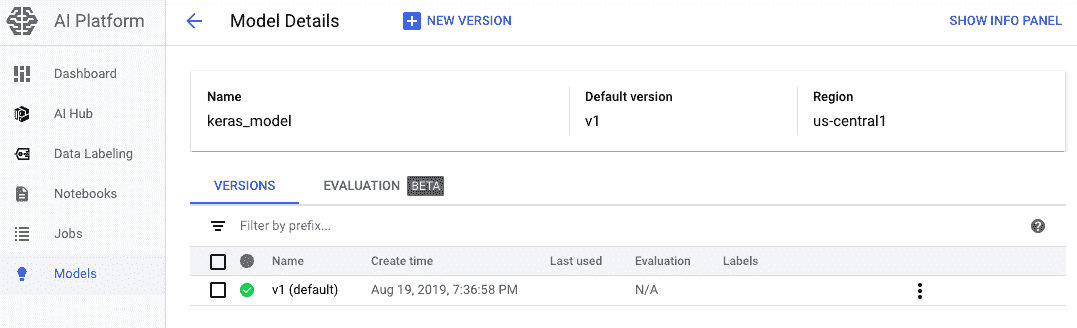 AI Platform
Model Details
NEW VERSION
SHOW INFO PANEL
Dashboard
AI Hub
Data Labeling
Notebooks
Jobs
Models
Name
Default version
Region
keras_model
v1
us-central1
VERSIONS
EVALUATION BETA
Filter by prefix...
Name Create time Last used Evaluation Labels
v1 (default) Aug 19, 2019, 7:36:58 PM N/A